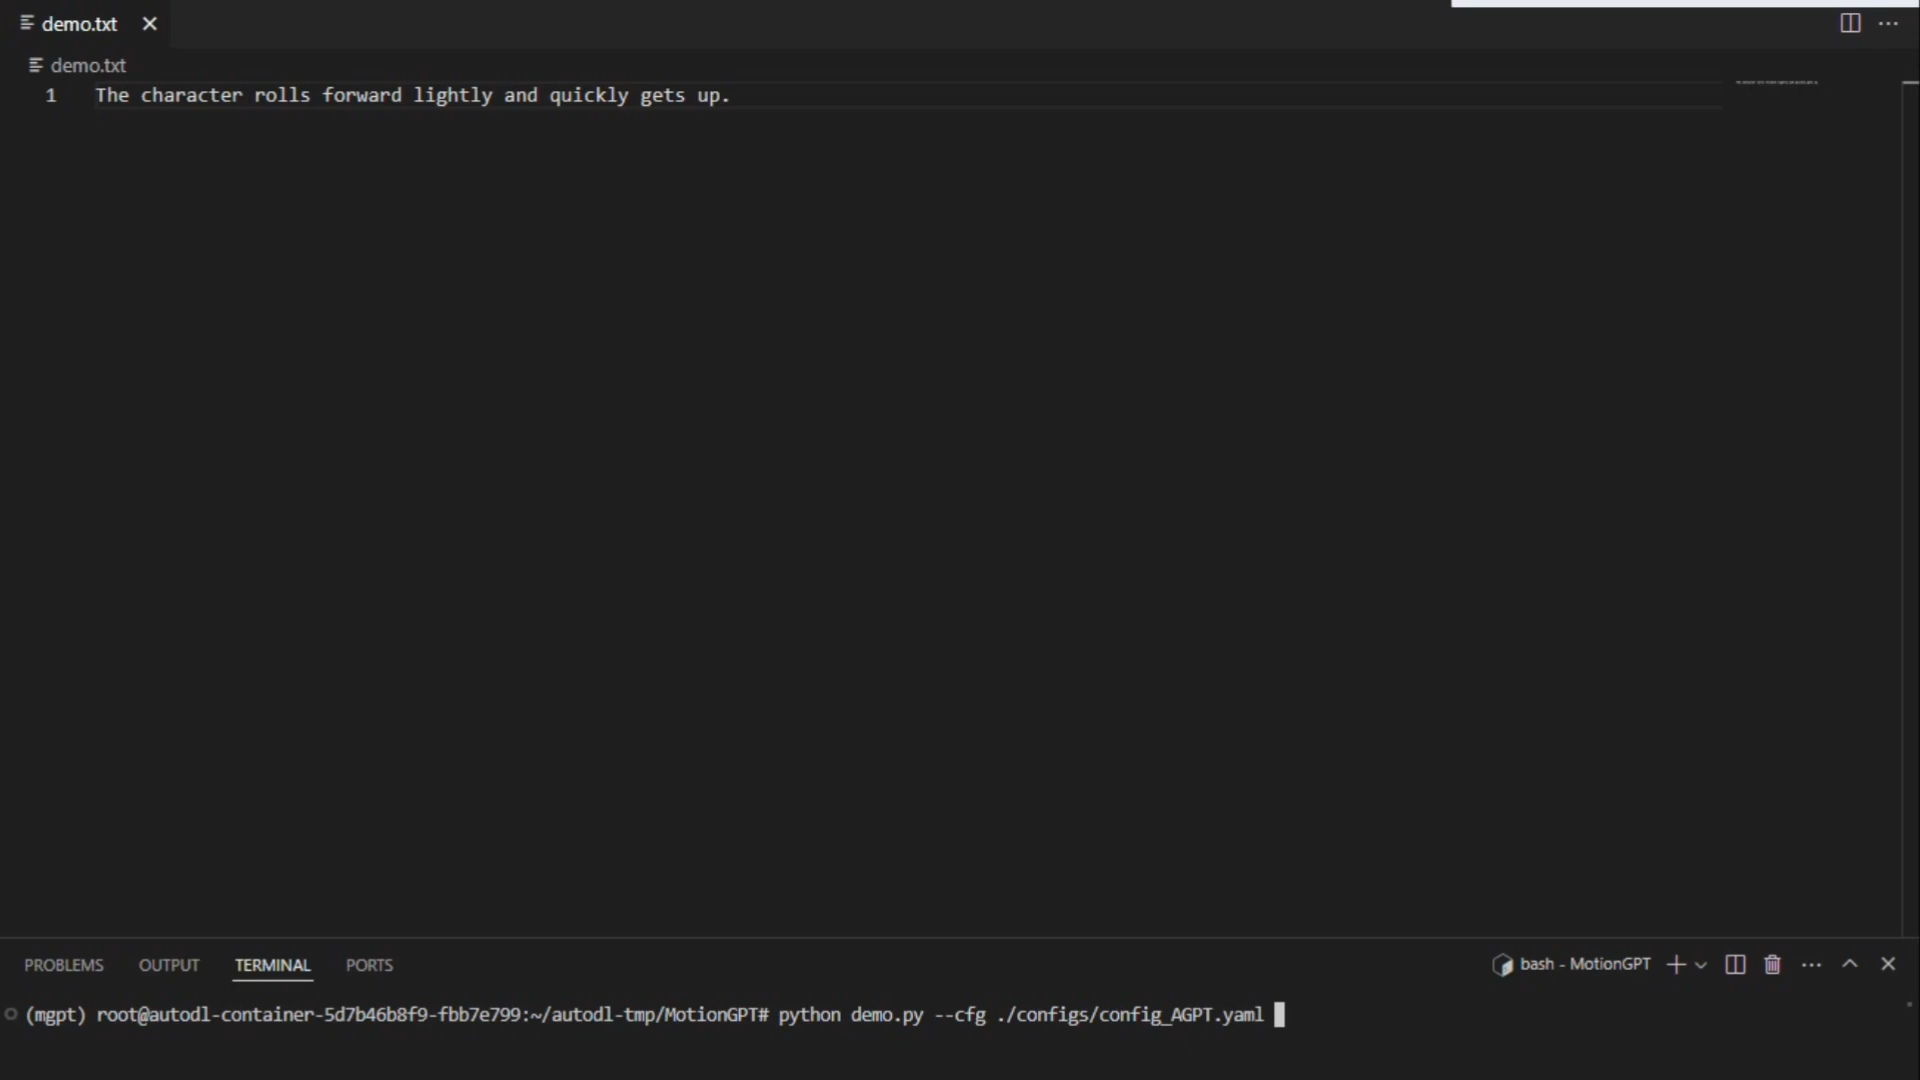 demo.txt
demo.txt
1 The character rolls forward lightly and quickly gets up.
PROBLEMS OUTPUT TERMINAL PORTS bash - MotionGPT
(mgpt) root@autodl-container-5d7b46b8f9-fbb7e799:~/autodl-tmp/MotionGPT# python demo.py --cfg ./configs/config_AGPT.yaml